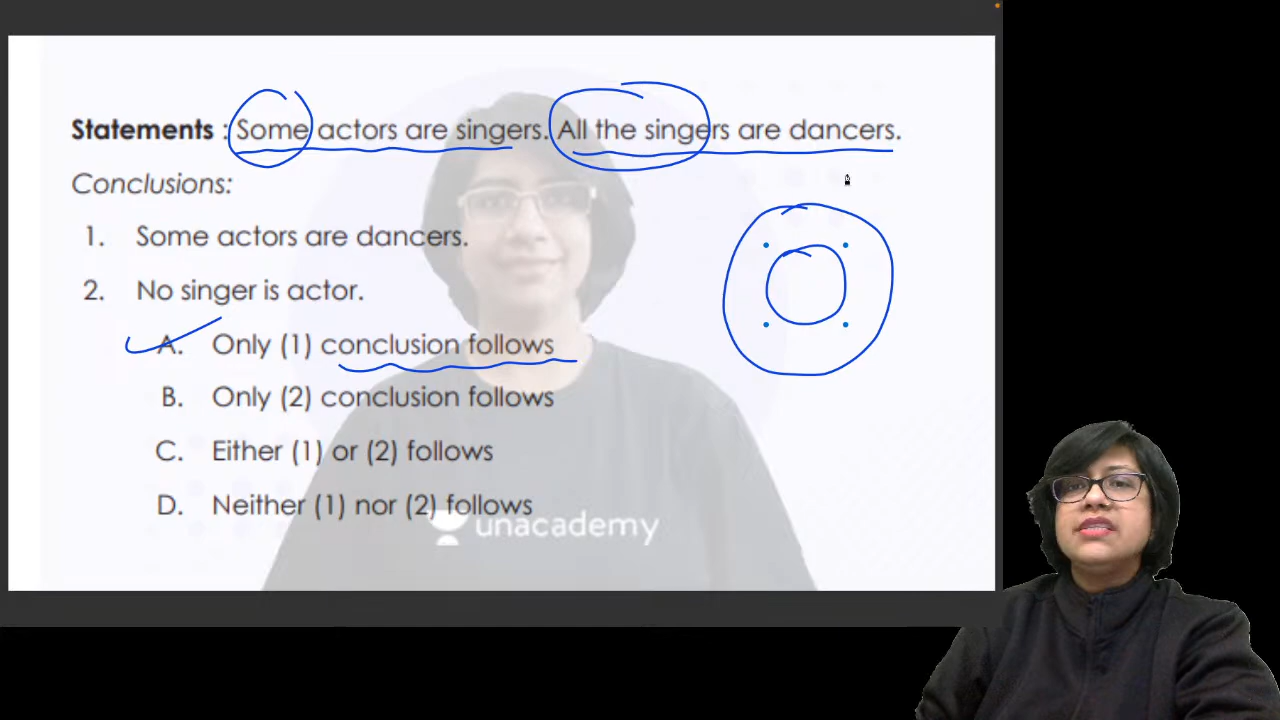 Statements : Some actors are singers. All the singers are dancers.
Conclusions:
1. Some actors are dancers.
2. No singer is actor.
A. Only (1) conclusion follows
B. Only (2) conclusion follows
C. Either (1) or (2) follows
D. Neither (1) nor (2) follows
unacademy